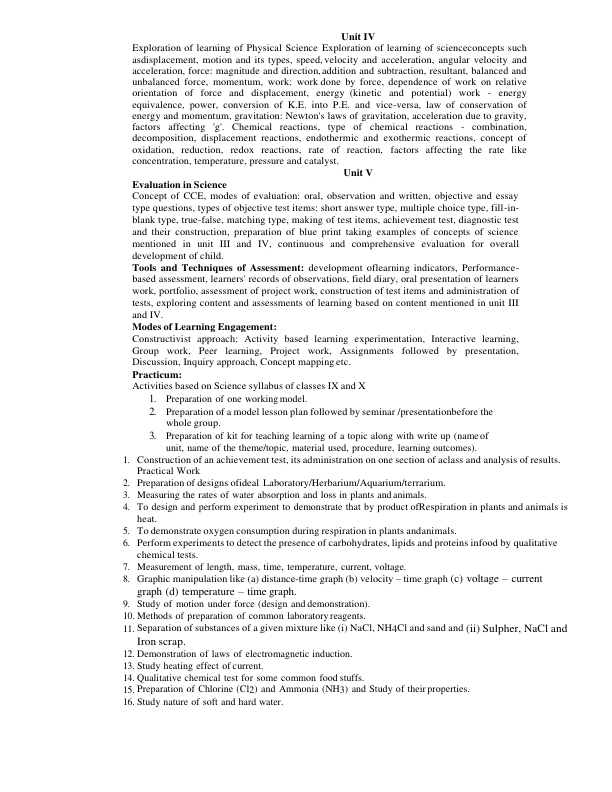 Unit IV
Exploration of learning of Physical Science Exploration of learning of scienceconcepts such
asdisplacement, motion and its types, speed, velocity and acceleration, angular velocity and
acceleration, force: magnitude and direction, addition and subtraction, resultant, balanced and
unbalanced force, momentum, work: work done by force, dependence of work on relative
orientation of force and displacement, energy (kinetic and potential) work - energy
equivalence, power, conversion of K.E. into P.E. and vice-versa, law of conservation of
energy and momentum, gravitation: Newton's laws of gravitation, acceleration due to gravity,
factors affecting 'g'. Chemical reactions, type of chemical reactions - combination,
decomposition, displacement reactions, endothermic and exothermic reactions, concept of
oxidation, reduction, redox reactions, rate of reaction, factors affecting the rate like
concentration, temperature, pressure and catalyst.
Unit V
Evaluation in Science
Concept of CCE, modes of evaluation: oral, observation and written, objective and essay
type questions, types of objective test items: short answer type, multiple choice type, fill-in-
blank type, true-false, matching type, making of test items, achievement test, diagnostic test
and their construction, preparation of blue print taking examples of concepts of science
mentioned in unit III and IV, continuous and comprehensive evaluation for overall
development of child.
Tools and Techniques of Assessment: development oflearning indicators, Performance-
based assessment, learners' records of observations, field diary, oral presentation of learners
work, portfolio, assessment of project work, construction of test items and administration of
tests, exploring content and assessments of learning based on content mentioned in unit III
and IV.
Modes of Learning Engagement:
Constructivist approach: Activity based learning experimentation, Interactive learning,
Group work, Peer learning, Project work, Assignments followed by presentation,
Discussion, Inquiry approach, Concept mapping etc.
Practicum:
Activities based on Science syllabus of classes IX and X
1. Preparation of one working model.
2. Preparation of a model lesson plan followed by seminar /presentationbefore the
whole group.
3. Preparation of kit for teaching learning of a topic along with write up (name of
unit, name of the theme/topic, material used, procedure, learning outcomes).
1. Construction of an achievement test, its administration on one section of aclass and analysis of results.
Practical Work
2. Preparation of designs ofideal Laboratory/Herbarium/Aquarium/terrarium.
3. Measuring the rates of water absorption and loss in plants and animals.
4. To design and perform experiment to demonstrate that by product ofRespiration in plants and animals is
heat.
5. To demonstrate oxygen consumption during respiration in plants andanimals.
6. Perform experiments to detect the presence of carbohydrates, lipids and proteins infood by qualitative
chemical tests.
7. Measurement of length, mass, time, temperature, current, voltage.
8. Graphic manipulation like (a) distance-time graph (b) velocity – time graph (c) voltage – current
graph (d) temperature – time graph.
9. Study of motion under force (design and demonstration).
10. Methods of preparation of common laboratory reagents.
11. Separation of substances of a given mixture like (i) NaCl, NH4Cl and sand and (ii) Sulpher, NaCl and
Iron scrap.
12. Demonstration of laws of electromagnetic induction.
13. Study heating effect of current.
14. Qualitative chemical test for some common food stuffs.
15. Preparation of Chlorine (Cl2) and Ammonia (NH3) and Study of their properties.
16. Study nature of soft and hard water.